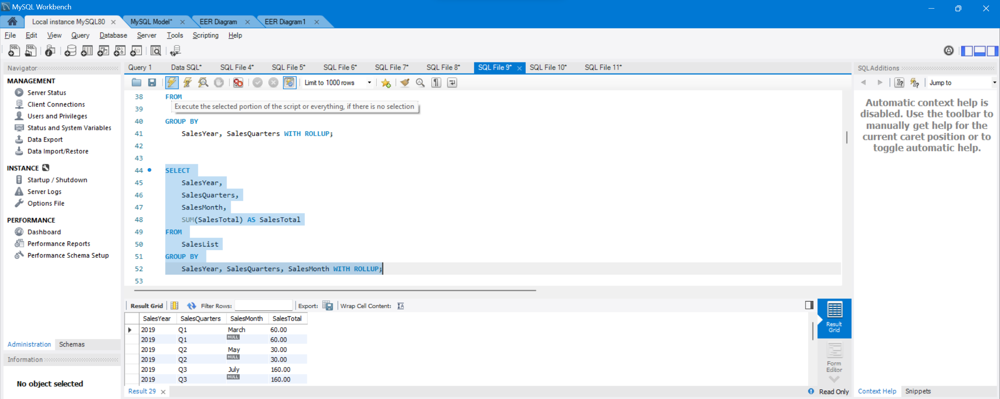 MySQL Workbench
Local instance MySQL80
MySQL Model*
EER Diagram
EER Diagram1
File Edit View Query Database Server Tools Scripting Help
Navigator
MANAGEMENT
Server Status
Client Connections
Users and Privileges
Status and System Variables
Data Export
Data Import/Restore
INSTANCE
Startup / Shutdown
Server Logs
Options File
PERFORMANCE
Dashboard
Performance Reports
Performance Schema Setup
Administration Schemas
Information
No object selected
Query 1 Data SQL* SQL File 4* SQL File 5* SQL File 6* SQL File 7* SQL File 8* SQL File 9* SQL File 10* SQL File 11*
Limit to 1000 rows
38 FROM
Execute the selected portion of the script or everything, if there is no selection
39
40 GROUP BY
41 SalesYear, SalesQuarters WITH ROLLUP;
42
43
44 SELECT
45 SalesYear,
46 SalesQuarters,
47 SalesMonth,
48 SUM(SalesTotal) AS SalesTotal
49 FROM
50 SalesList
51 GROUP BY
52 SalesYear, SalesQuarters, SalesMonth WITH ROLLUP;
53
Result Grid Filter Rows: Export: Wrap Cell Content:
SalesYear SalesQuarters SalesMonth SalesTotal
2019 Q1 March 60.00
2019 Q1 NULL 60.00
2019 Q2 May 30.00
2019 Q2 NULL 30.00
2019 Q3 July 160.00
2019 Q3 NULL 160.00
Result 29
Result
Grid
Form
Editor
Read Only
SQLAdditions
Jump to
Automatic context help is
disabled. Use the toolbar to
manually get help for the
current caret position or to
toggle automatic help.
Context Help Snippets